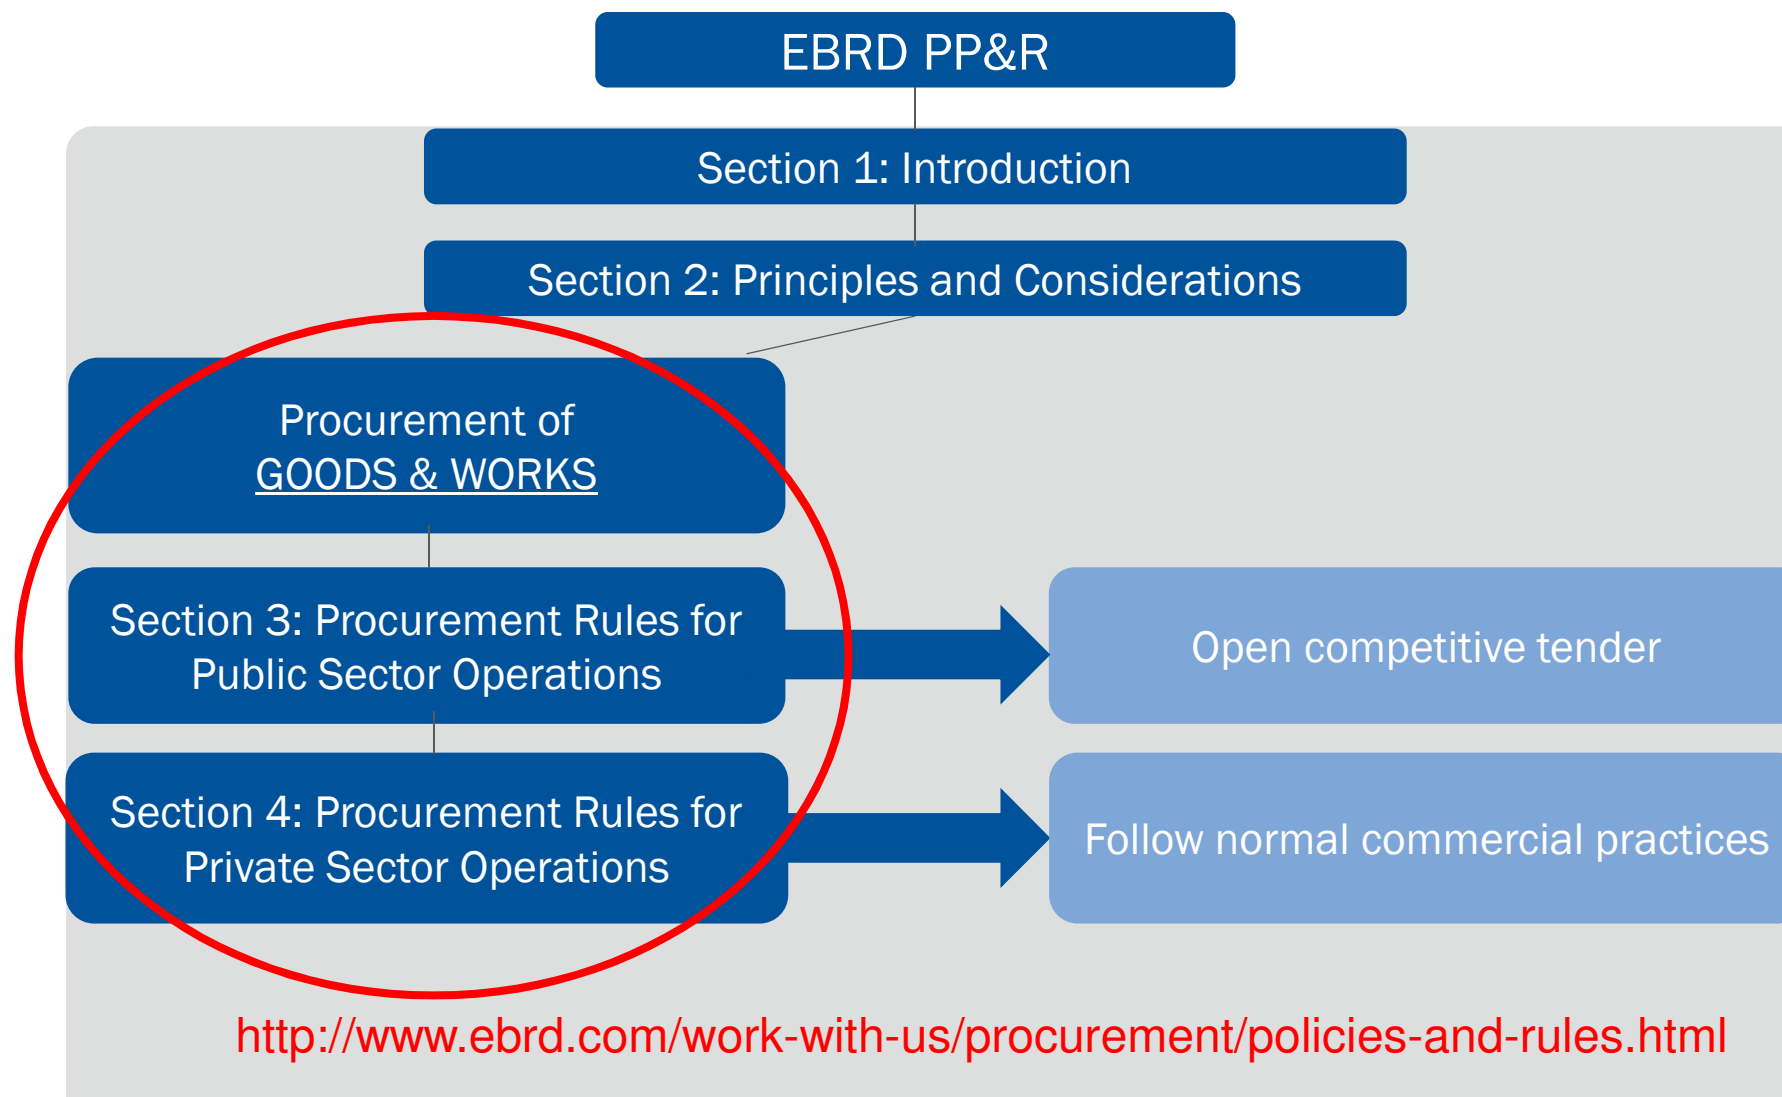 EBRD PP&R
Section 1: Introduction
Section 2: Principles and Considerations
Procurement of
GOODS & WORKS
Section 3: Procurement Rules for
Public Sector Operations
Open competitive tender
Section 4: Procurement Rules for
Private Sector Operations
Follow normal commercial practices
http://www.ebrd.com/work-with-us/procurement/policies-and-rules.html